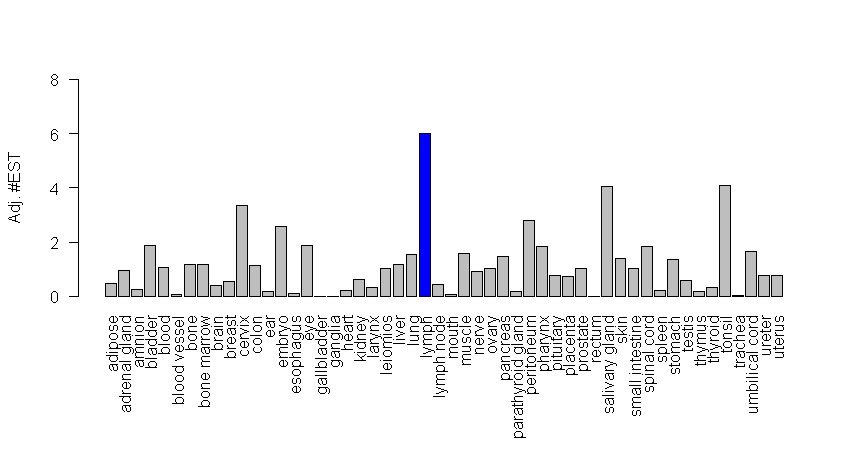 Adj. #EST
8
6
4
2
0
adipose
adrenal gland
amnion
bladder
blood
blood vessel
bone
bone marrow
brain
breast
cervix
colon
ear
embryo
esophagus
eye
gallbladder
ganglia
heart
kidney
larynx
leiomios
liver
lung
lymph
lymph node
mouth
muscle
nerve
ovary
pancreas
parathyroid gland
peritoneum
pharynx
pituitary
placenta
prostate
rectum
salivary gland
skin
small intestine
spinal cord
spleen
stomach
testis
thymus
thyroid
tonsil
trachea
umbilical cord
ureter
uterus